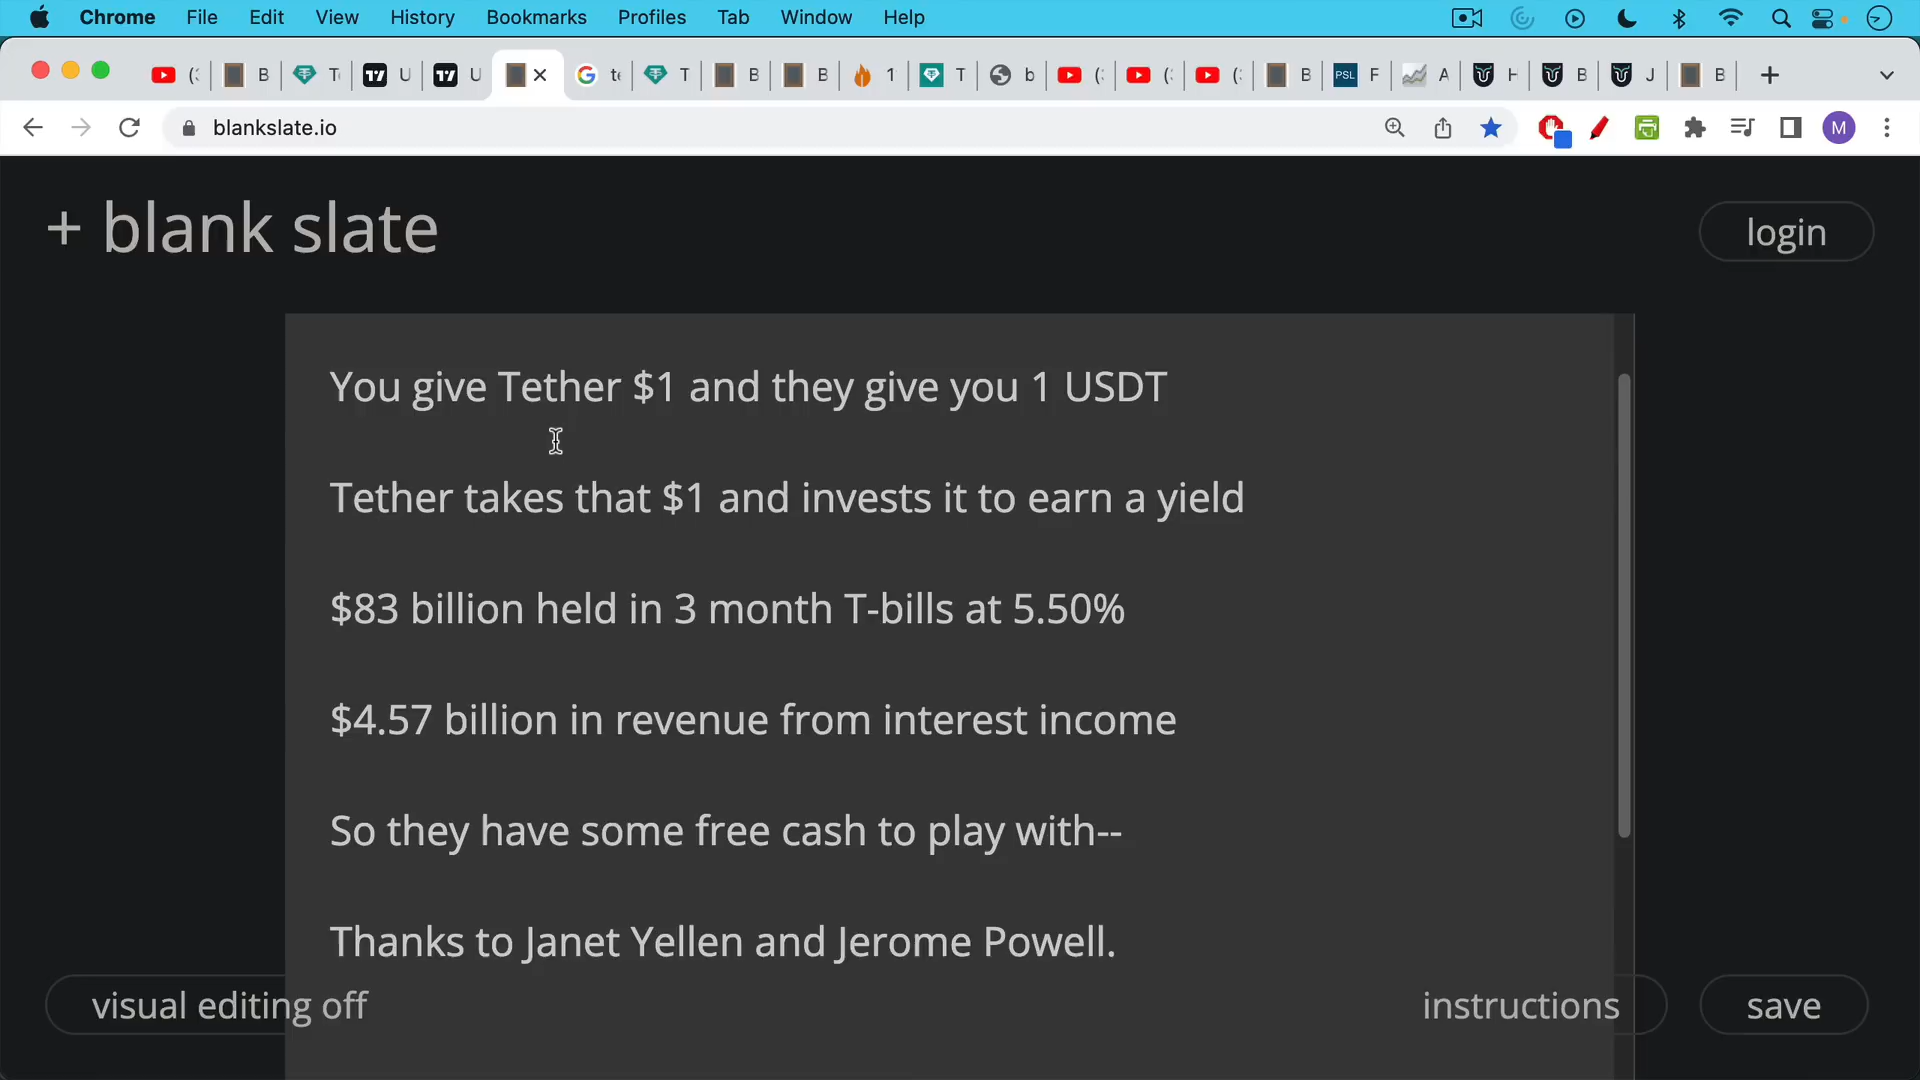 Chrome File Edit View History Bookmarks Profiles Tab Window Help
(: B T U U te T B B 1 T b (: (: (: B PSL F A H B J B
blankslate.io M
+ blank slate
login
You give Tether $1 and they give you 1 USDT
Tether takes that $1 and invests it to earn a yield
$83 billion held in 3 month T-bills at 5.50%
$4.57 billion in revenue from interest income
So they have some free cash to play with--
Thanks to Janet Yellen and Jerome Powell.
visual editing off
instructions
save